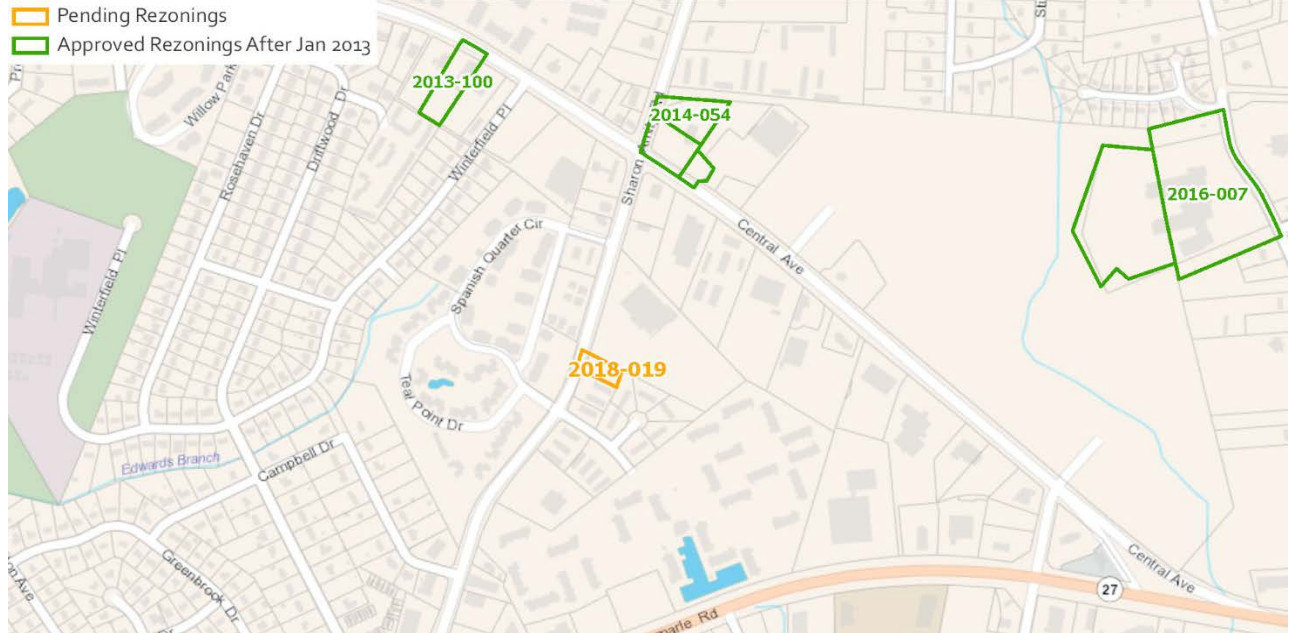 Pending Rezonings
Approved Rezonings After Jan 2013
2013-100
2014-054
2016-007
2018-019
Willow Park
Rosehaven Dr
Driftwood Dr
Winterfield Pl
Sharon
Central Ave
Spanish Quarter Cir
Winterfield Pl
Teal Point Dr
Edwards Branch
Campbell Dr
Greenbrook Dr
Ave
Rd
27
Central Ave